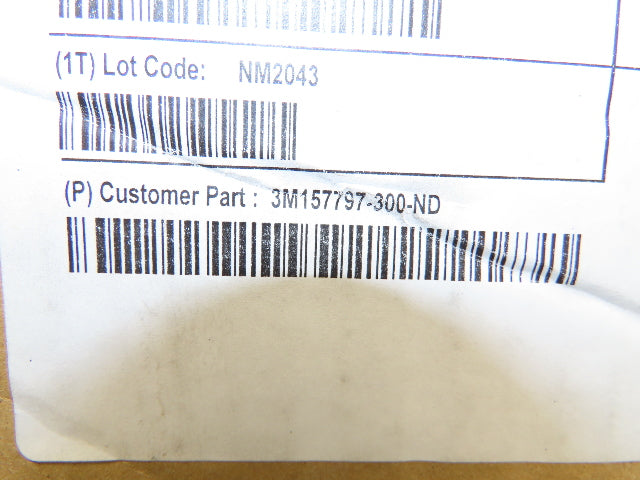 (1T) Lot Code: NM2043
(P) Customer Part : 3M157797-300-ND